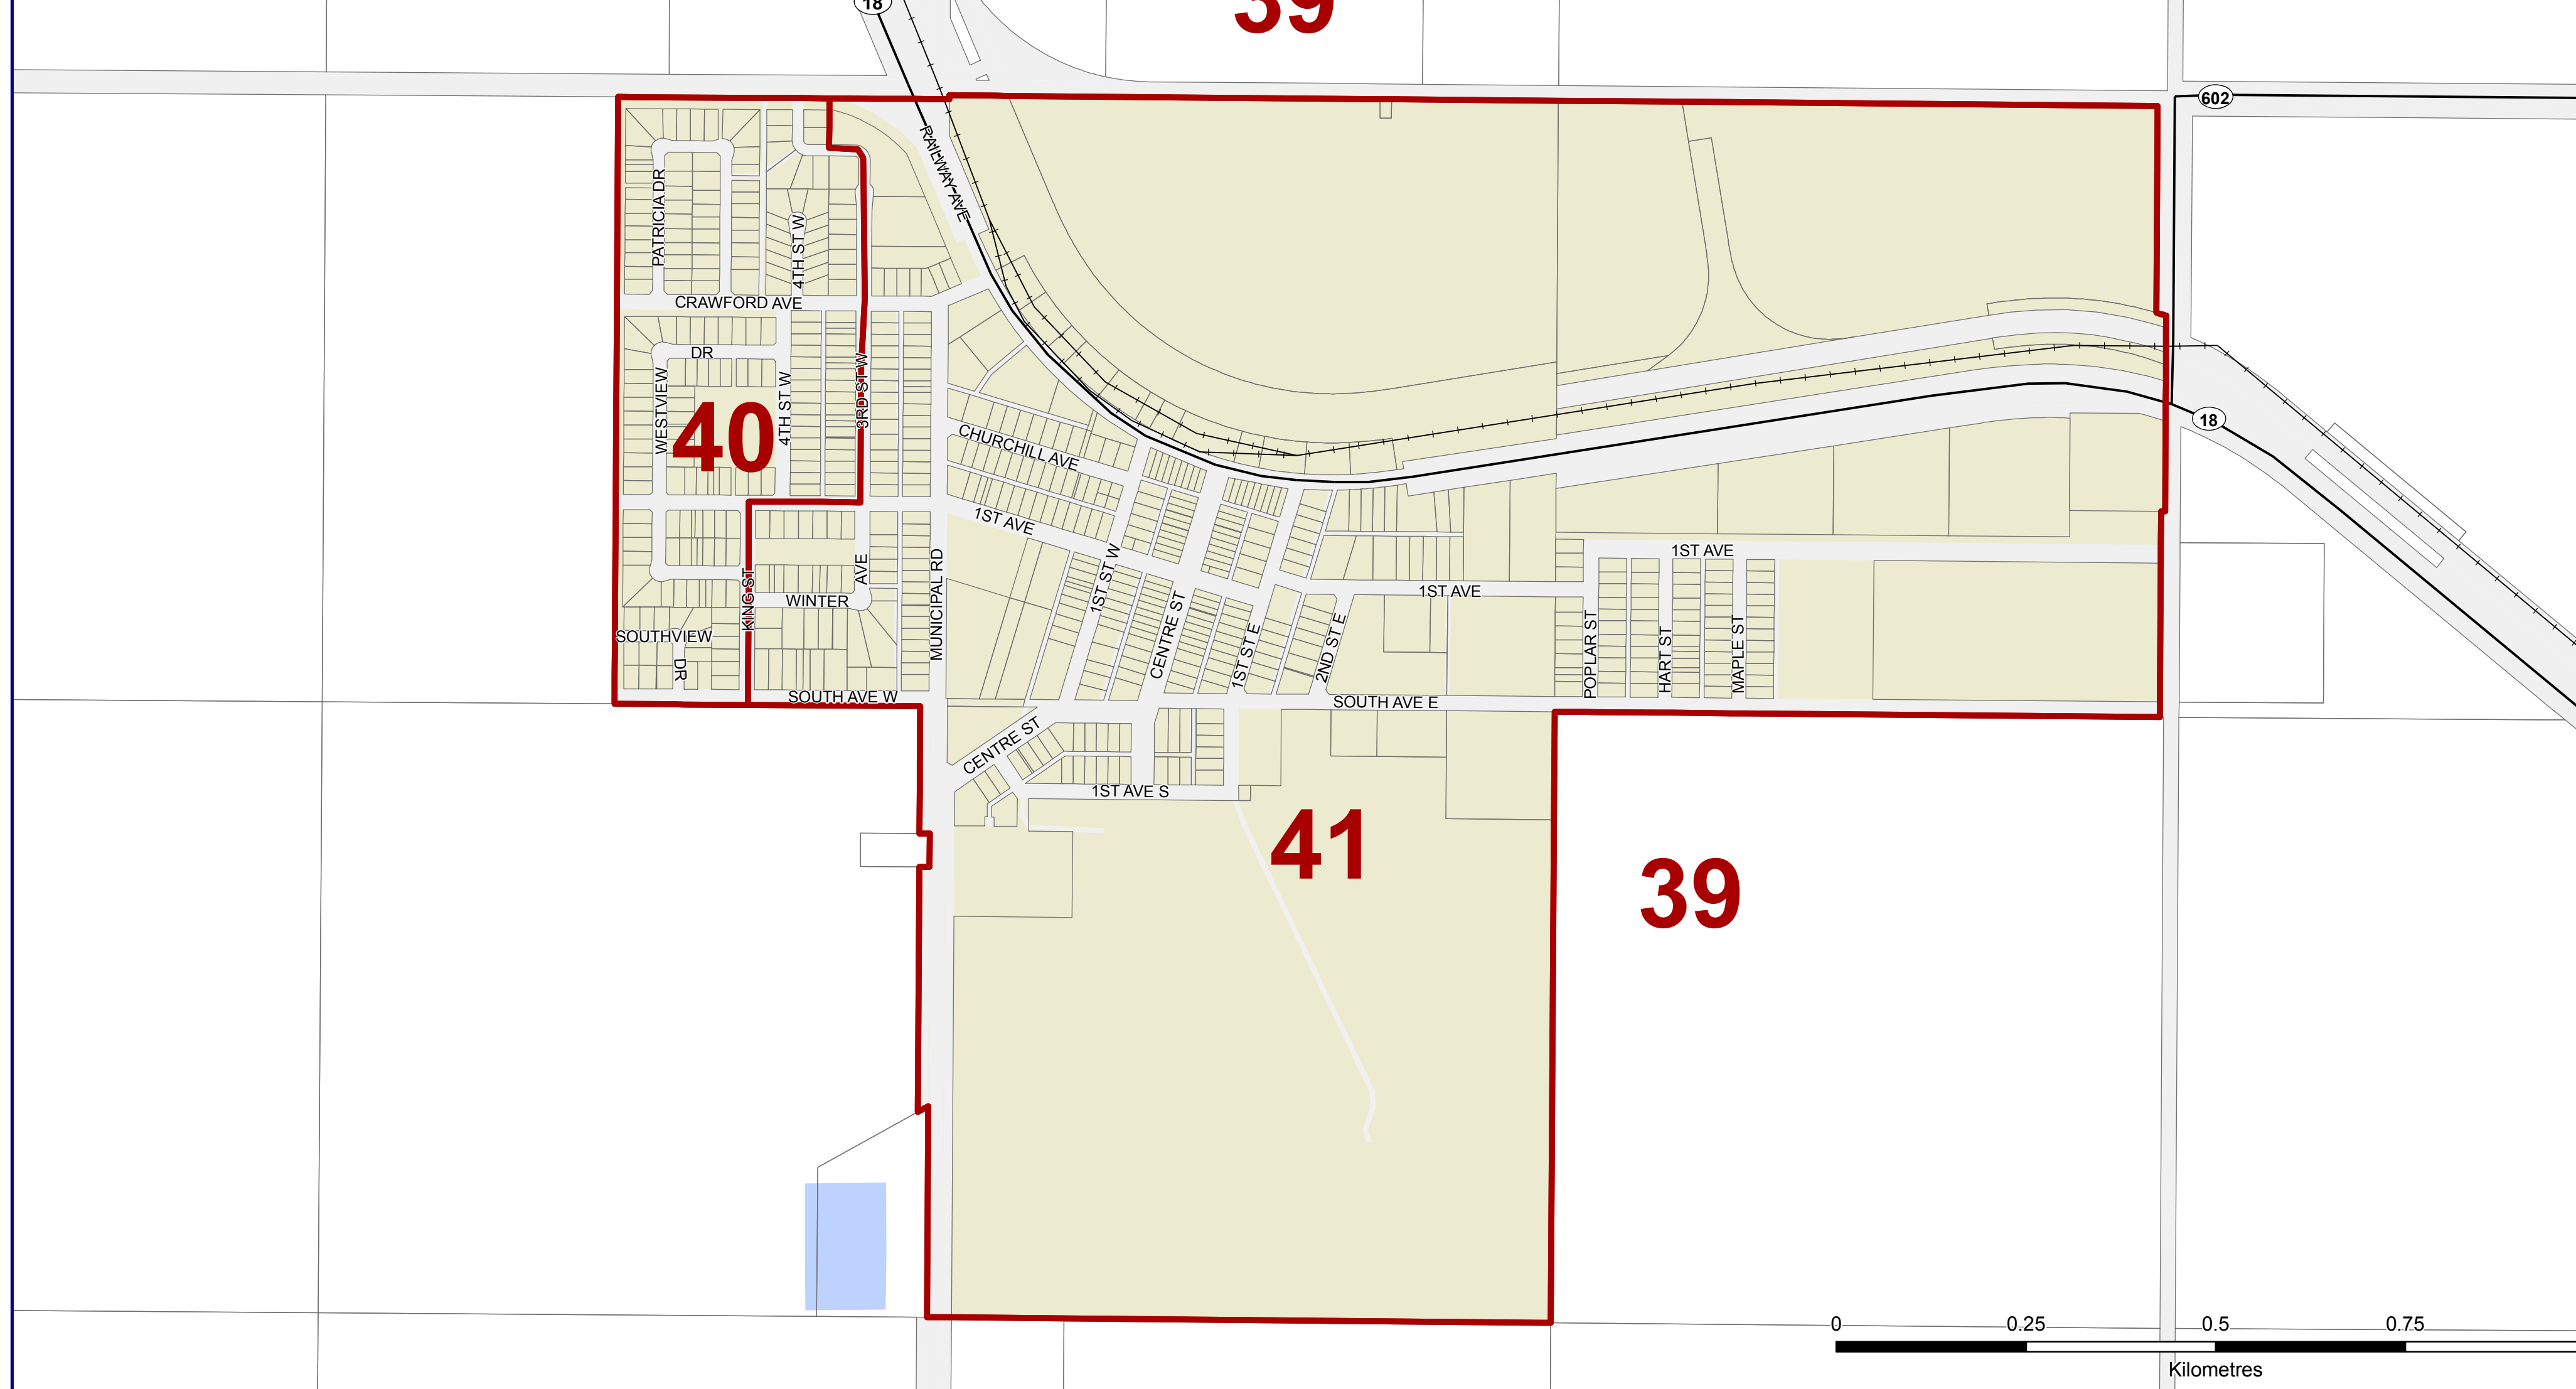 18
39
602
RAILWAY AVE
PATRICIA DR
4TH ST W
CRAWFORD AVE
DR
WESTVIEW
40
4TH ST W
3RD ST W
18
CHURCHILL AVE
1ST AVE
1ST AVE
AVE
MUNICIPAL RD
1ST ST W
KING ST
WINTER
1ST AVE
CENTRE ST
1ST ST E
2ND ST E
POPLAR ST
HART ST
MAPLE ST
SOUTHVIEW
DR
SOUTH AVE W
SOUTH AVE E
CENTRE ST
1ST AVE S
41
39
0 0.25 0.5 0.75
Kilometres